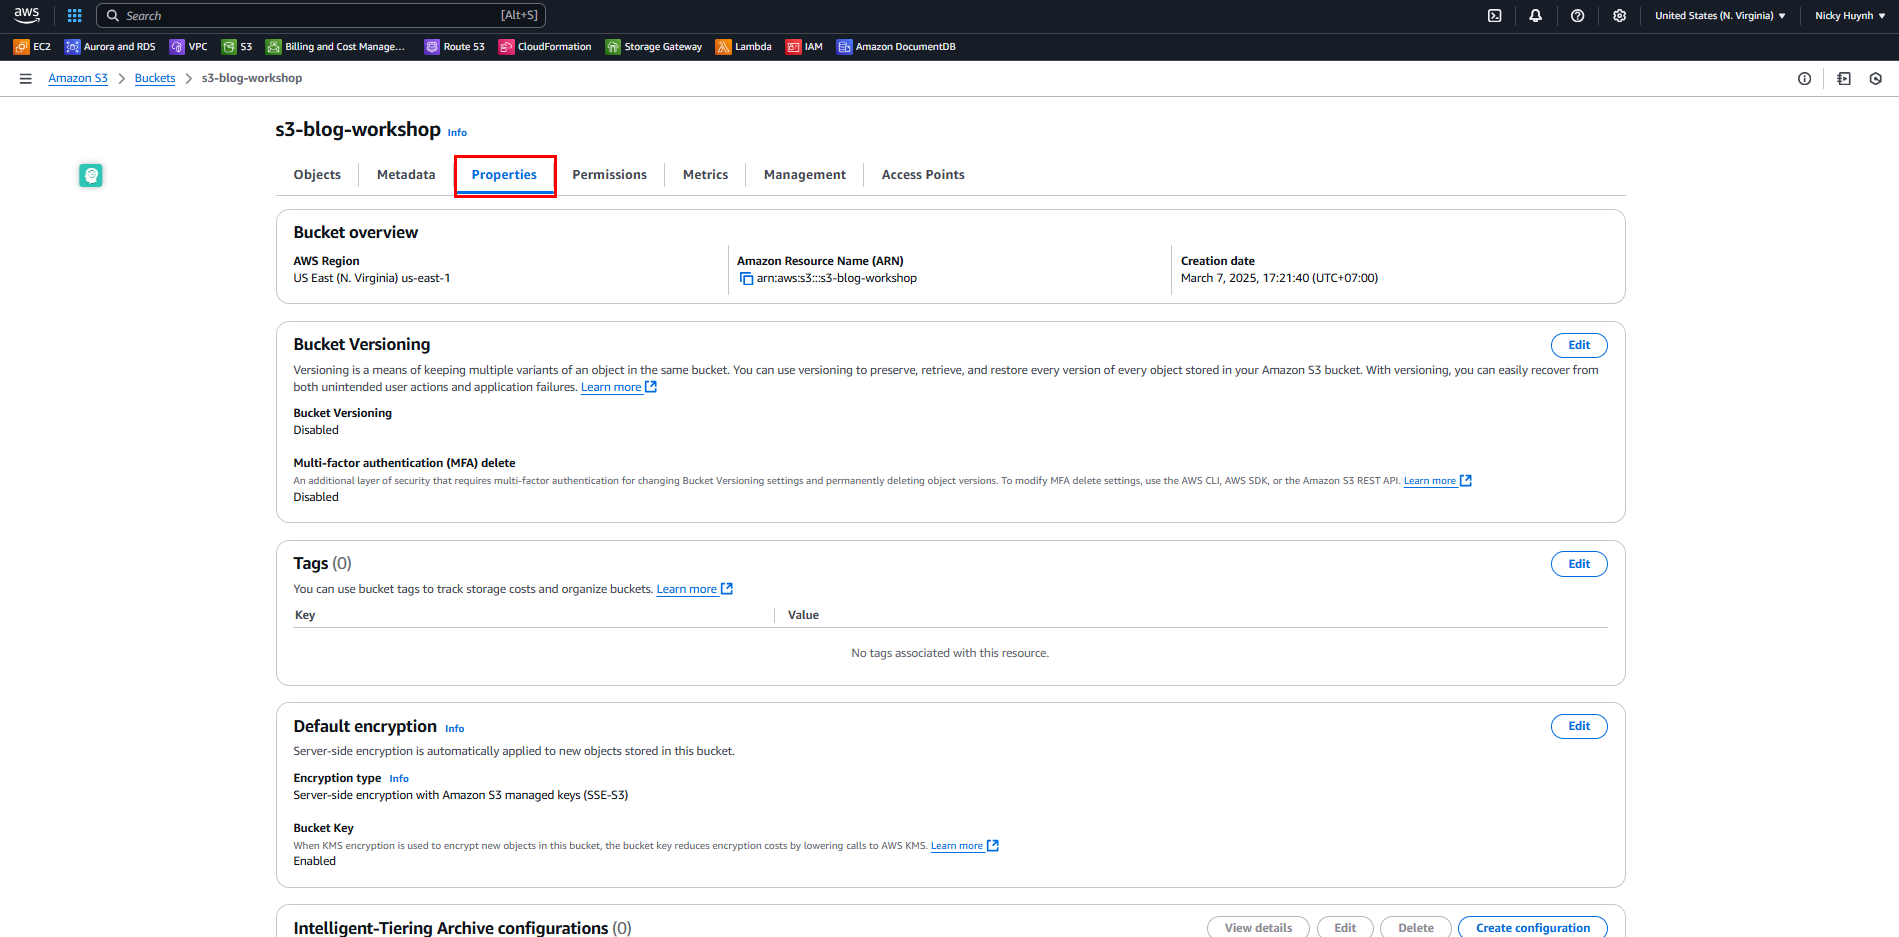 aws
Search [Alt+S]
United States (N. Virginia) ▼
Nicky Huynh ▼
EC2 Aurora and RDS VPC S3 Billing and Cost Manage... Route 53 CloudFormation Storage Gateway Lambda IAM Amazon DocumentDB
Amazon S3 > Buckets > s3-blog-workshop
s3-blog-workshop Info
Objects Metadata Properties Permissions Metrics Management Access Points
Bucket overview
AWS Region
US East (N. Virginia) us-east-1
Amazon Resource Name (ARN)
arn:aws:s3:::s3-blog-workshop
Creation date
March 7, 2025, 17:21:40 (UTC+07:00)
Bucket Versioning
Edit
Versioning is a means of keeping multiple variants of an object in the same bucket. You can use versioning to preserve, retrieve, and restore every version of every object stored in your Amazon S3 bucket. With versioning, you can easily recover from
both unintended user actions and application failures. Learn more
Bucket Versioning
Disabled
Multi-factor authentication (MFA) delete
An additional layer of security that requires multi-factor authentication for changing Bucket Versioning settings and permanently deleting object versions. To modify MFA delete settings, use the AWS CLI, AWS SDK, or the Amazon S3 REST API. Learn more
Disabled
Tags (0)
Edit
You can use bucket tags to track storage costs and organize buckets. Learn more
Key Value
No tags associated with this resource.
Default encryption Info
Edit
Server-side encryption is automatically applied to new objects stored in this bucket.
Encryption type Info
Server-side encryption with Amazon S3 managed keys (SSE-S3)
Bucket Key
When KMS encryption is used to encrypt new objects in this bucket, the bucket key reduces encryption costs by lowering calls to AWS KMS. Learn more
Enabled
Intelligent-Tiering Archive configurations (0)
View details Edit Delete Create configuration